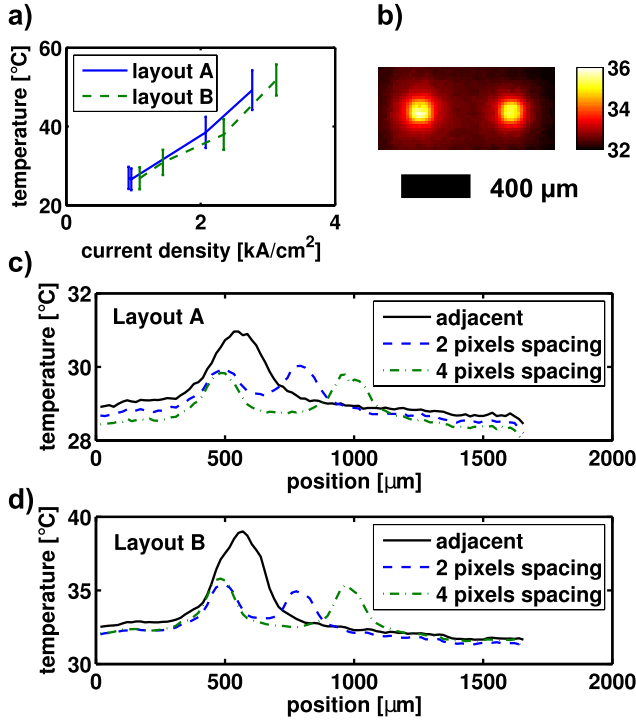 a)
temperature [°C]
60
40
20
layout A
layout B
0
2
4
current density [kA/cm²]
b)
36
34
32
400 µm
c)
temperature [°C]
32
30
28
Layout A
adjacent
2 pixels spacing
4 pixels spacing
0
500
1000
1500
2000
position [µm]
d)
temperature [°C]
40
35
30
Layout B
adjacent
2 pixels spacing
4 pixels spacing
0
500
1000
1500
2000
position [µm]